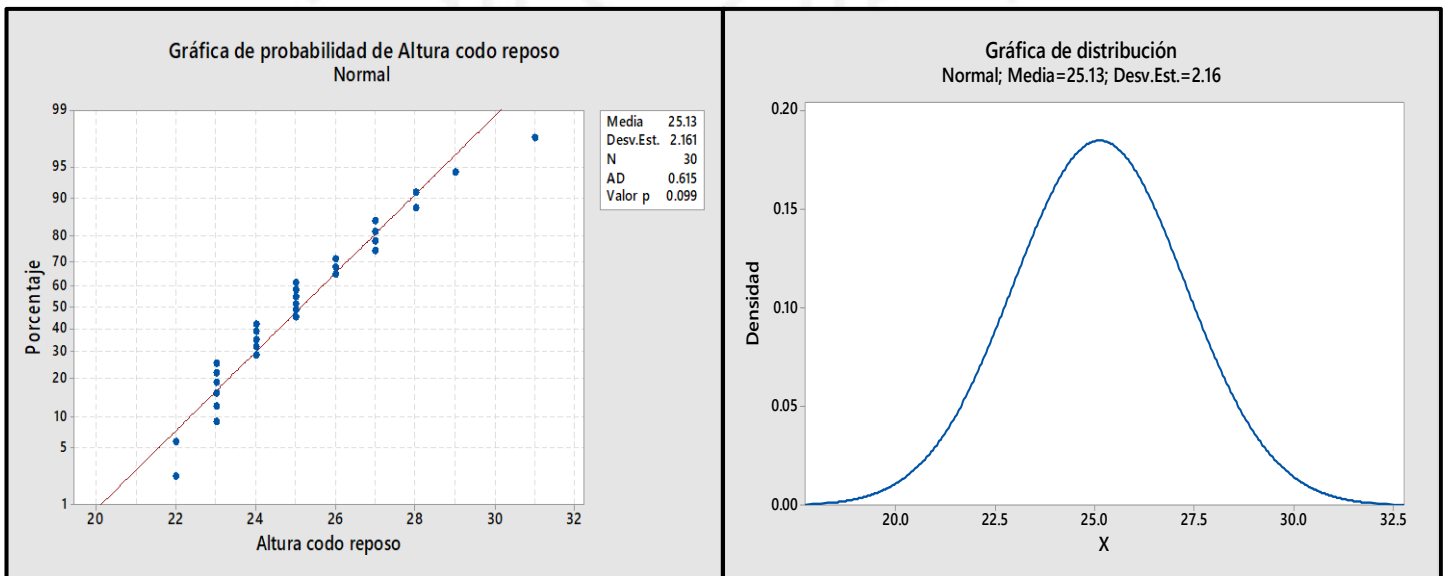 Gráfica de probabilidad de Altura codo reposo
Normal
99
95
90
80
70
60
50
40
30
20
10
5
1
Porcentaje
20 22 24 26 28 30 32
Altura codo reposo
Media 25.13
Desv.Est. 2.161
N 30
AD 0.615
Valor p 0.099
Gráfica de distribución
Normal; Media=25.13; Desv.Est.=2.16
0.20
0.15
0.10
0.05
0.00
Densidad
20.0 22.5 25.0 27.5 30.0 32.5
X